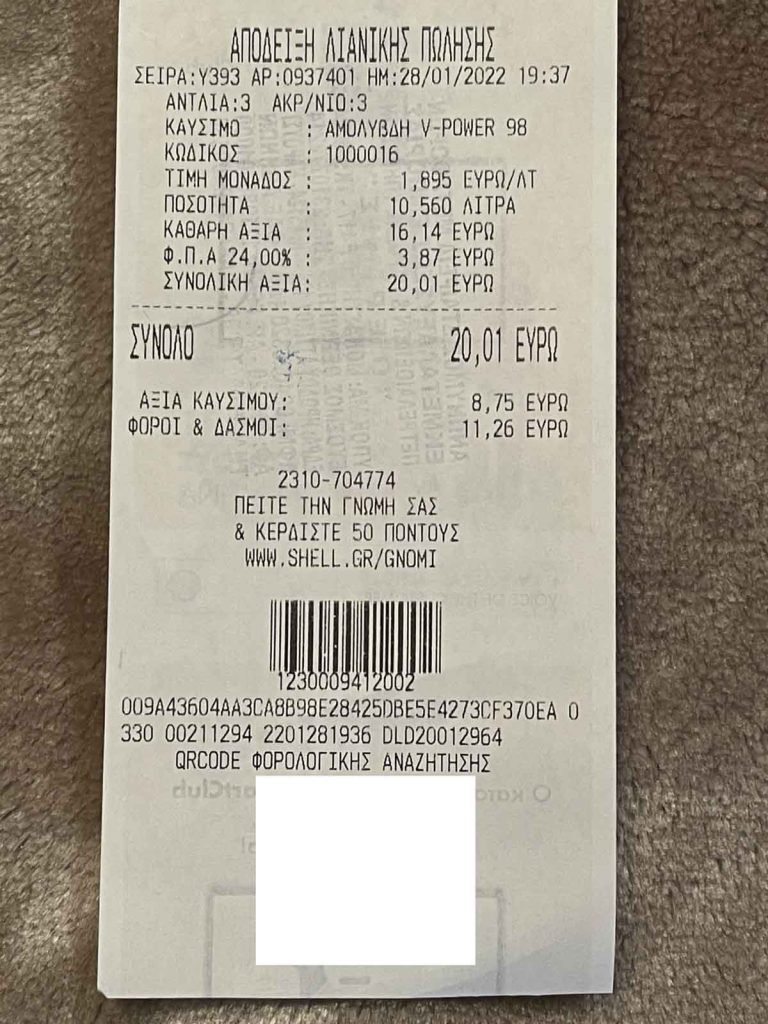 ΑΠΟΔΕΙΞΗ ΛΙΑΝΙΚΗΣ ΠΩΛΗΣΗΣ
ΣΕΙΡΑ:Υ393 ΑΡ:0937401 ΗΜ:28/01/2022 19:37
ΑΝΤΛΙΑ:3 ΑΚΡ/ΝΙΟ:3
ΚΑΥΣΙΜΟ : ΑΜΟΛΥΒΔΗ V-POWER 98
ΚΩΔΙΚΟΣ : 1000016
ΤΙΜΗ ΜΟΝΑΔΟΣ : 1,895 ΕΥΡΩ/ΛΤ
ΠΟΣΟΤΗΤΑ : 10,560 ΛΙΤΡΑ
ΚΑΘΑΡΗ ΑΞΙΑ : 16,14 ΕΥΡΩ
Φ.Π.Α 24,00% : 3,87 ΕΥΡΩ
ΣΥΝΟΛΙΚΗ ΑΞΙΑ: 20,01 ΕΥΡΩ
ΣΥΝΟΛΟ 20,01 ΕΥΡΩ
ΑΞΙΑ ΚΑΥΣΙΜΟΥ: 8,75 ΕΥΡΩ
ΦΟΡΟΙ & ΔΑΣΜΟΙ: 11,26 ΕΥΡΩ
2310-704774
ΠΕΙΤΕ ΤΗΝ ΓΝΩΜΗ ΣΑΣ
& ΚΕΡΔΙΣΤΕ 50 ΠΟΝΤΟΥΣ
WWW.SHELL.GR/GNOMI
1230009412002
009A43604AA3CA8B98E28425DBE5E4273CF370EA 0
330 00211294 2201281936 DLD20012964
QRCODE ΦΟΡΟΛΟΓΙΚΗΣ ΑΝΑΖΗΤΗΣΗΣ